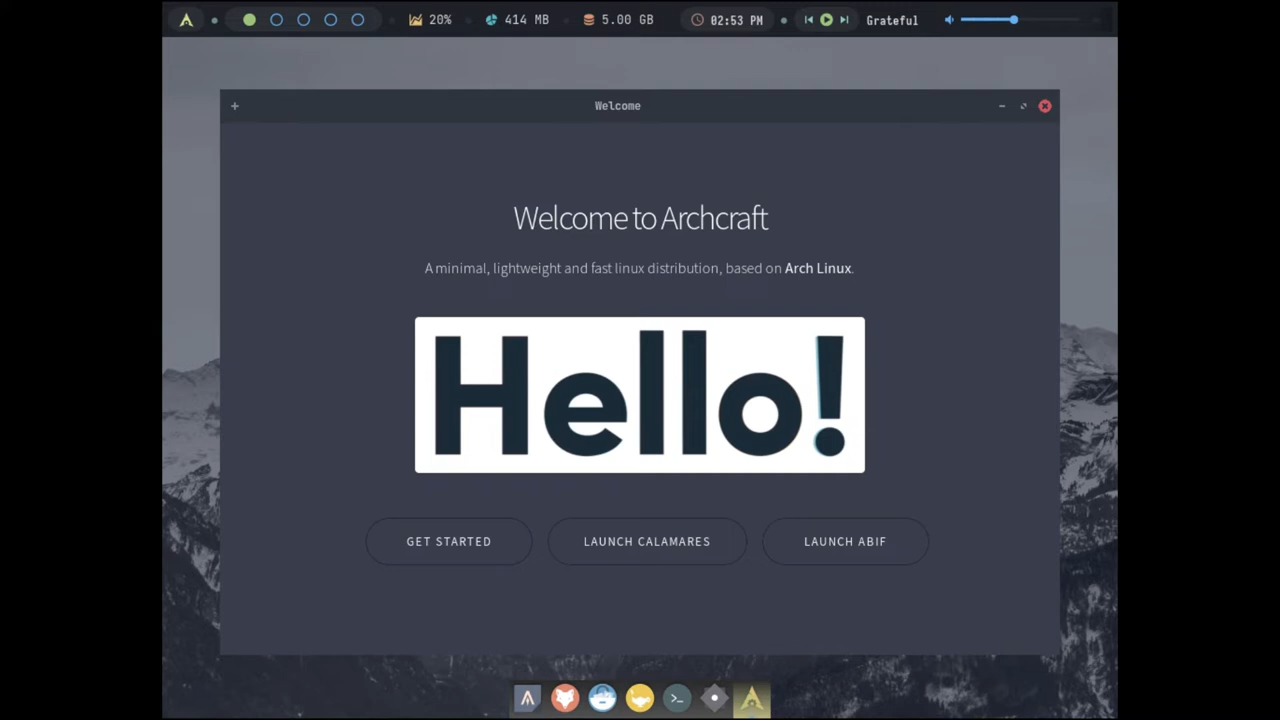 20% 414 MB 5.00 GB 02:53 PM Grateful
Welcome
Welcome to Archcraft
A minimal, lightweight and fast linux distribution, based on Arch Linux.
Hello!
GET STARTED LAUNCH CALAMARES LAUNCH ABIF